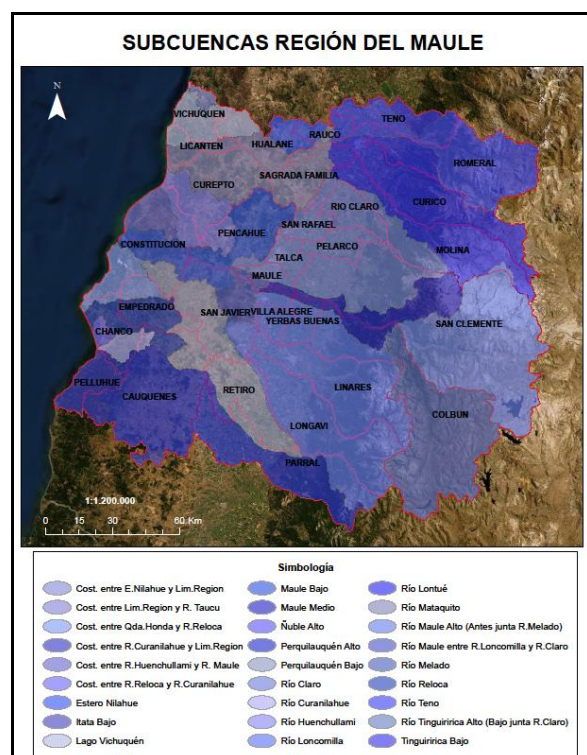 SUBCUENCAS REGIÓN DEL MAULE
N
VICHUQUEN
TENO
RAUCO
LICANTEN
HUALANE
ROMERAL
SAGRADA FAMILIA
CUREPTO
CURICO
RIO CLARO
SAN RAFAEL
PENCAHUE
CONSTITUCION
PELARCO
MOLINA
TALCA
MAULE
EMPEDRADO
SAN JAVIER
VILLA ALEGRE
YERBAS BUENAS
SAN CLEMENTE
CHANCO
PELLUHUE
CAUQUENES
RETIRO
LINARES
COLBUN
LONGAVI
PARRAL
1:1.200.000
0 15 30 60 Km
Simbología
Cost. entre E.Nilahue y Lim.Region
Cost. entre Lim.Region y R. Taucu
Cost. entre Qda.Honda y R.Reloca
Cost. entre R.Curanilahue y Lim.Region
Cost. entre R.Huenchullami y R. Maule
Cost. entre R.Reloca y R.Curanilahue
Estero Nilahue
Itata Bajo
Lago Vichuquén
Maule Bajo
Maule Medio
Ñuble Alto
Perquilauquén Alto
Perquilauquén Bajo
Río Claro
Río Curanilahue
Río Huenchullami
Río Loncomilla
Río Lontué
Río Mataquito
Río Maule Alto (Antes junta R.Melado)
Río Maule entre R.Loncomilla y R.Claro
Río Melado
Río Reloca
Río Teno
Río Tinguiririca Alto (Bajo junta R.Claro)
Tinguiririca Bajo